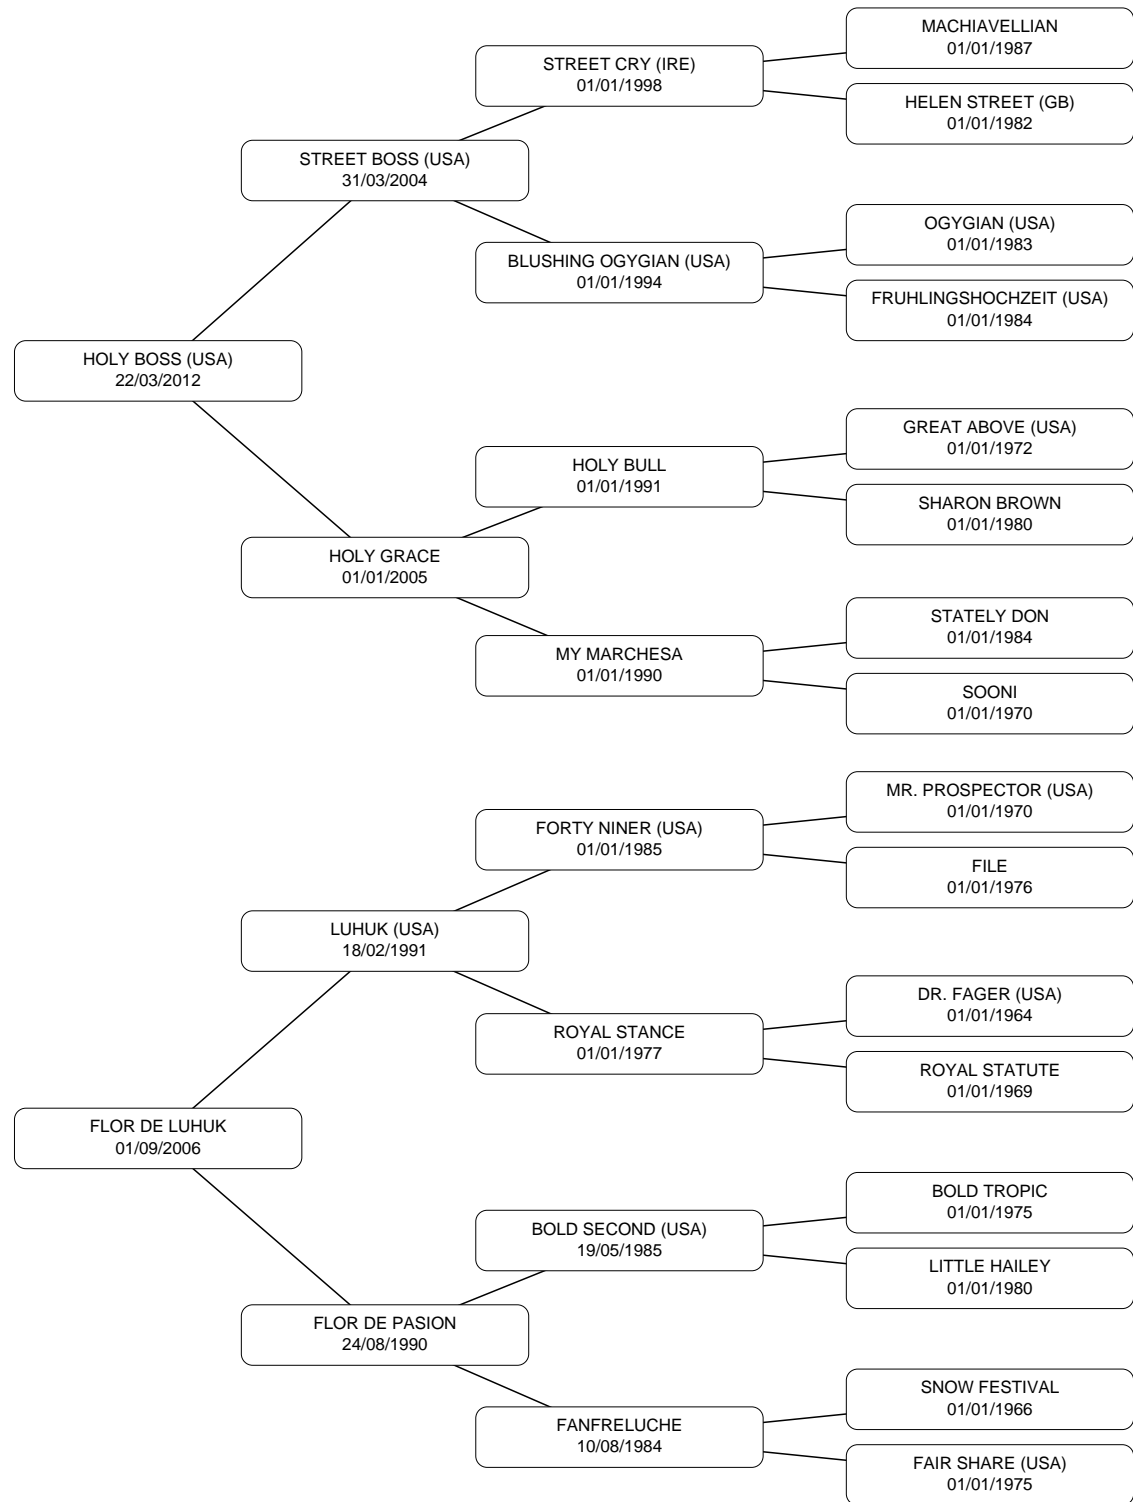 MACHIAVELLIAN
01/01/1987
STREET CRY (IRE)
01/01/1998
HELEN STREET (GB)
01/01/1982
STREET BOSS (USA)
31/03/2004
OGYGIAN (USA)
01/01/1983
BLUSHING OGYGIAN (USA)
01/01/1994
FRUHLINGSHOCHZEIT (USA)
01/01/1984
HOLY BOSS (USA)
22/03/2012
GREAT ABOVE (USA)
01/01/1972
HOLY BULL
01/01/1991
SHARON BROWN
01/01/1980
HOLY GRACE
01/01/2005
STATELY DON
01/01/1984
MY MARCHESA
01/01/1990
SOONI
01/01/1970
MR. PROSPECTOR (USA)
01/01/1970
FORTY NINER (USA)
01/01/1985
FILE
01/01/1976
LUHUK (USA)
18/02/1991
DR. FAGER (USA)
01/01/1964
ROYAL STANCE
01/01/1977
ROYAL STATUTE
01/01/1969
FLOR DE LUHUK
01/09/2006
BOLD TROPIC
01/01/1975
BOLD SECOND (USA)
19/05/1985
LITTLE HAILEY
01/01/1980
FLOR DE PASION
24/08/1990
SNOW FESTIVAL
01/01/1966
FANFRELUCHE
10/08/1984
FAIR SHARE (USA)
01/01/1975